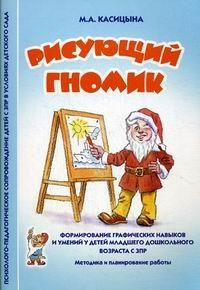 М.А. КАСИЦЫНА
РИСУЮЩИЙ
ГНОМИК
ФОРМИРОВАНИЕ ГРАФИЧЕСКИХ НАВЫКОВ
И УМЕНИЙ У ДЕТЕЙ МЛАДШЕГО ДОШКОЛЬНОГО
ВОЗРАСТА С ЗПР
Методика и планирование работы
ПСИХОЛОГО-ПЕДАГОГИЧЕСКОЕ СОПРОВОЖДЕНИЕ ДЕТЕЙ С ЗПР В УСЛОВИЯХ ДЕТСКОГО САДА